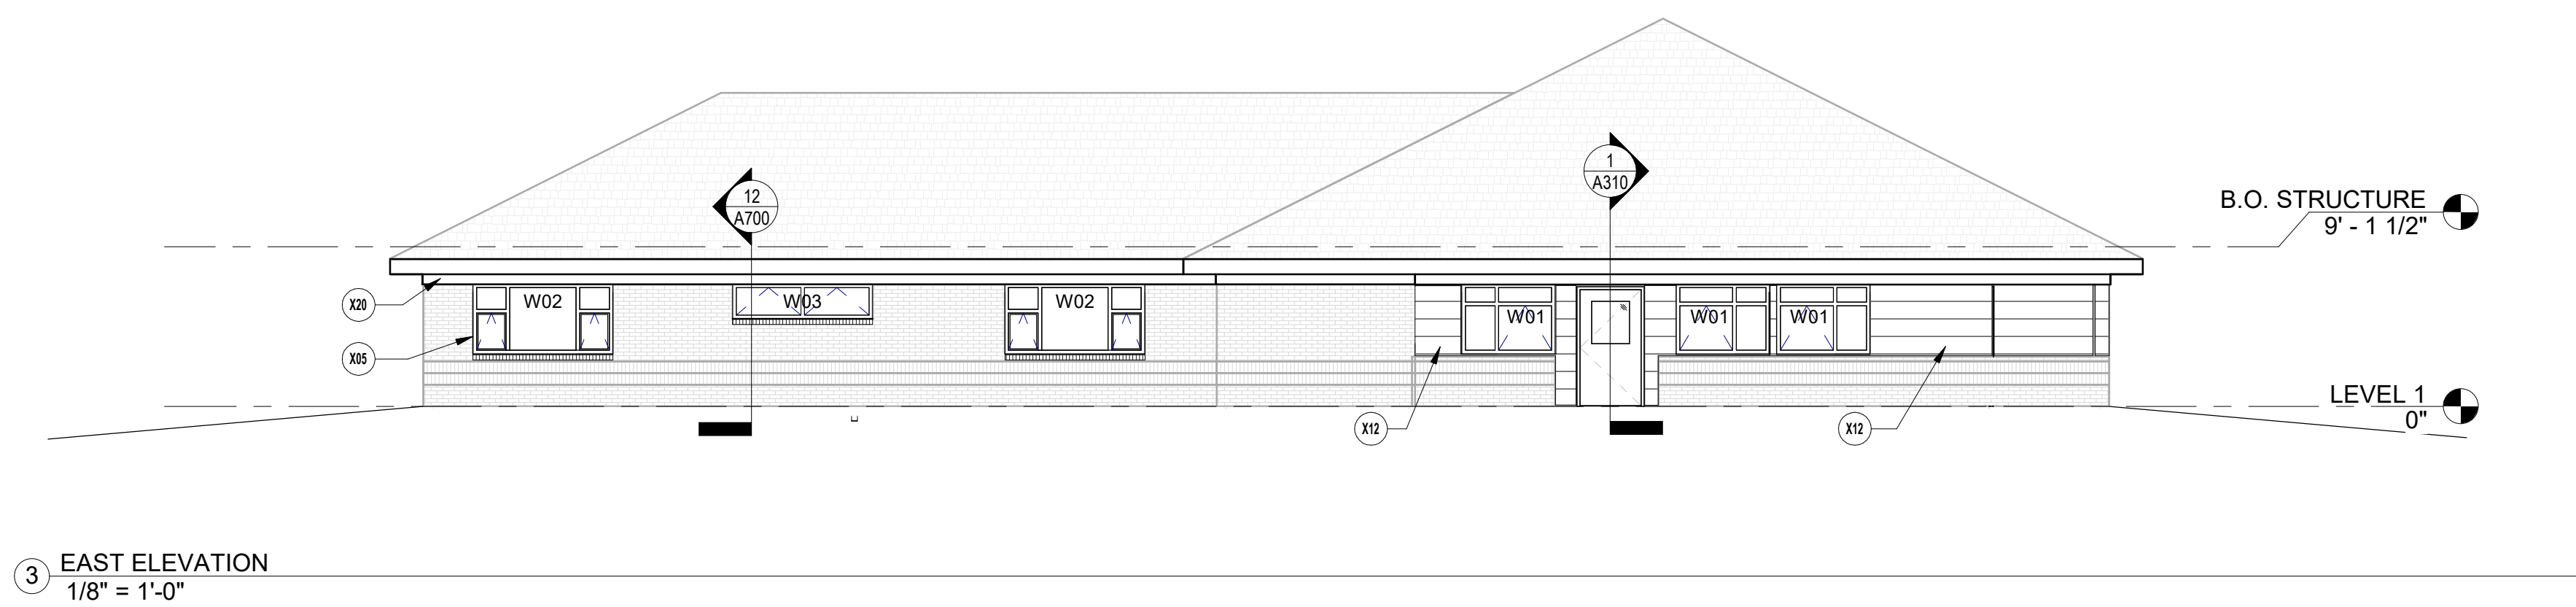 12
A700
1
A310
B.O. STRUCTURE
9' - 1 1/2"
X20
W02
W03
W02
W01
W01
W01
X05
LEVEL 1
0"
X12
X12
3
EAST ELEVATION
1/8" = 1'-0"